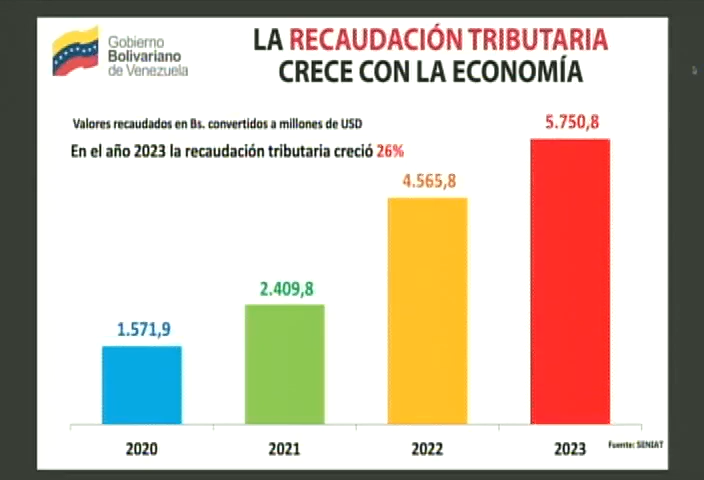 Gobierno
Bolivariano
de Venezuela
LA RECAUDACIÓN TRIBUTARIA
CRECE CON LA ECONOMÍA
Valores recaudados en Bs. convertidos a millones de USD
En el año 2023 la recaudación tributaria creció 26%
5.750,8
4.565,8
2.409,8
1.571,9
2020
2021
2022
2023
Fuente: SENIAT